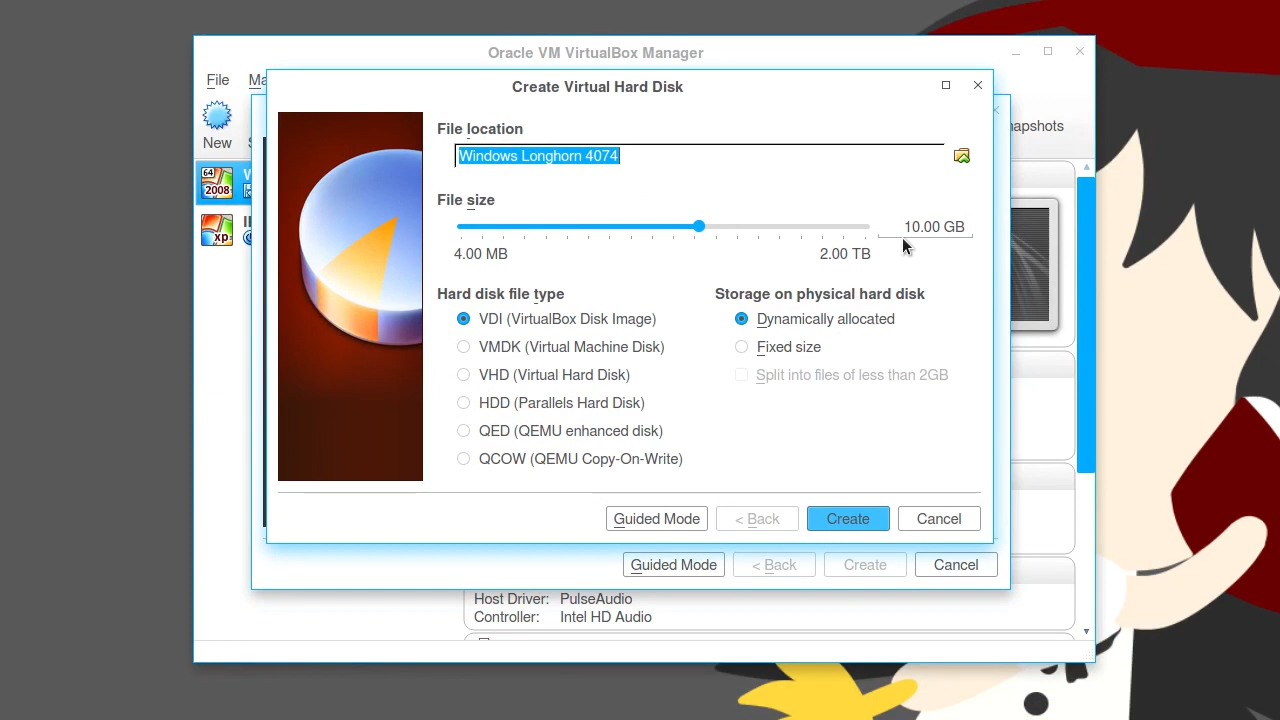 Oracle VM VirtualBox Manager
File
Create Virtual Hard Disk
New
File location
Windows Longhorn 4074
File size
10.00 GB
4.00 MB 2.00 TB
64
2008
xp
Hard disk file type
VDI (VirtualBox Disk Image)
VMDK (Virtual Machine Disk)
VHD (Virtual Hard Disk)
HDD (Parallels Hard Disk)
QED (QEMU enhanced disk)
QCOW (QEMU Copy-On-Write)
Storage on physical hard disk
Dynamically allocated
Fixed size
Split into files of less than 2GB
Guided Mode < Back Create Cancel
Guided Mode < Back Create Cancel
Host Driver: PulseAudio
Controller: Intel HD Audio